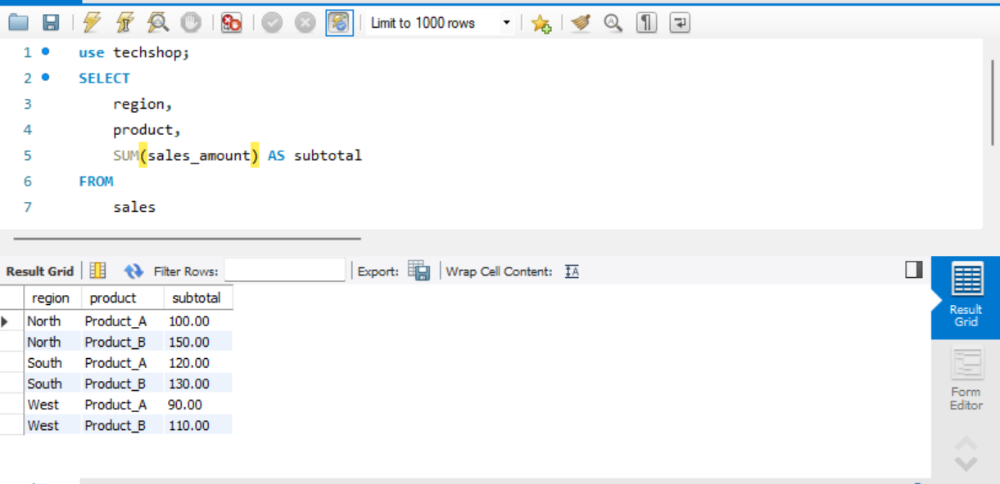 Limit to 1000 rows
1 use techshop;
2 SELECT
3 region,
4 product,
5 SUM(sales_amount) AS subtotal
6 FROM
7 sales
Result Grid Filter Rows: Export: Wrap Cell Content:
region product subtotal
North Product_A 100.00
North Product_B 150.00
South Product_A 120.00
South Product_B 130.00
West Product_A 90.00
West Product_B 110.00
Result
Grid
Form
Editor